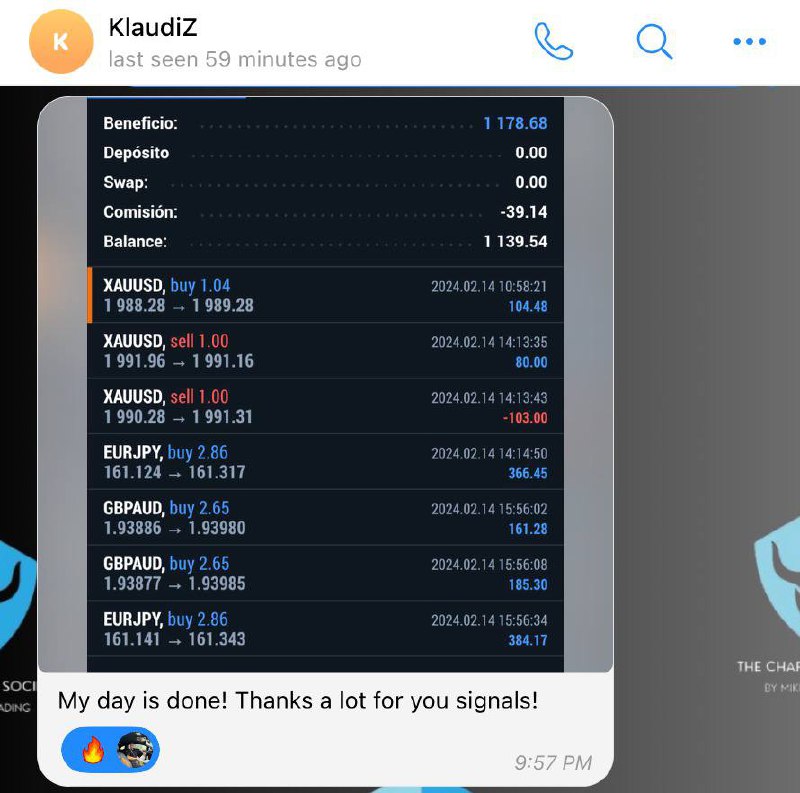 KlaudiZ
K
last seen 59 minutes ago
Beneficio: 1 178.68
Depósito 0.00
Swap: 0.00
Comisión: -39.14
Balance: 1 139.54
XAUUSD, buy 1.04 2024.02.14 10:58:21
1 988.28 → 1 989.28 104.48
XAUUSD, sell 1.00 2024.02.14 14:13:35
1 991.96 → 1 991.16 80.00
XAUUSD, sell 1.00 2024.02.14 14:13:43
1 990.28 → 1 991.31 -103.00
EURJPY, buy 2.86 2024.02.14 14:14:50
161.124 → 161.317 366.45
GBPAUD, buy 2.65 2024.02.14 15:56:02
1.93886 → 1.93980 161.28
GBPAUD, buy 2.65 2024.02.14 15:56:08
1.93877 → 1.93985 185.30
EURJPY, buy 2.86 2024.02.14 15:56:34
161.141 → 161.343 384.17
My day is done! Thanks a lot for you signals!
9:57 PM
SOCI
ADING
THE CHAR
BY MIK